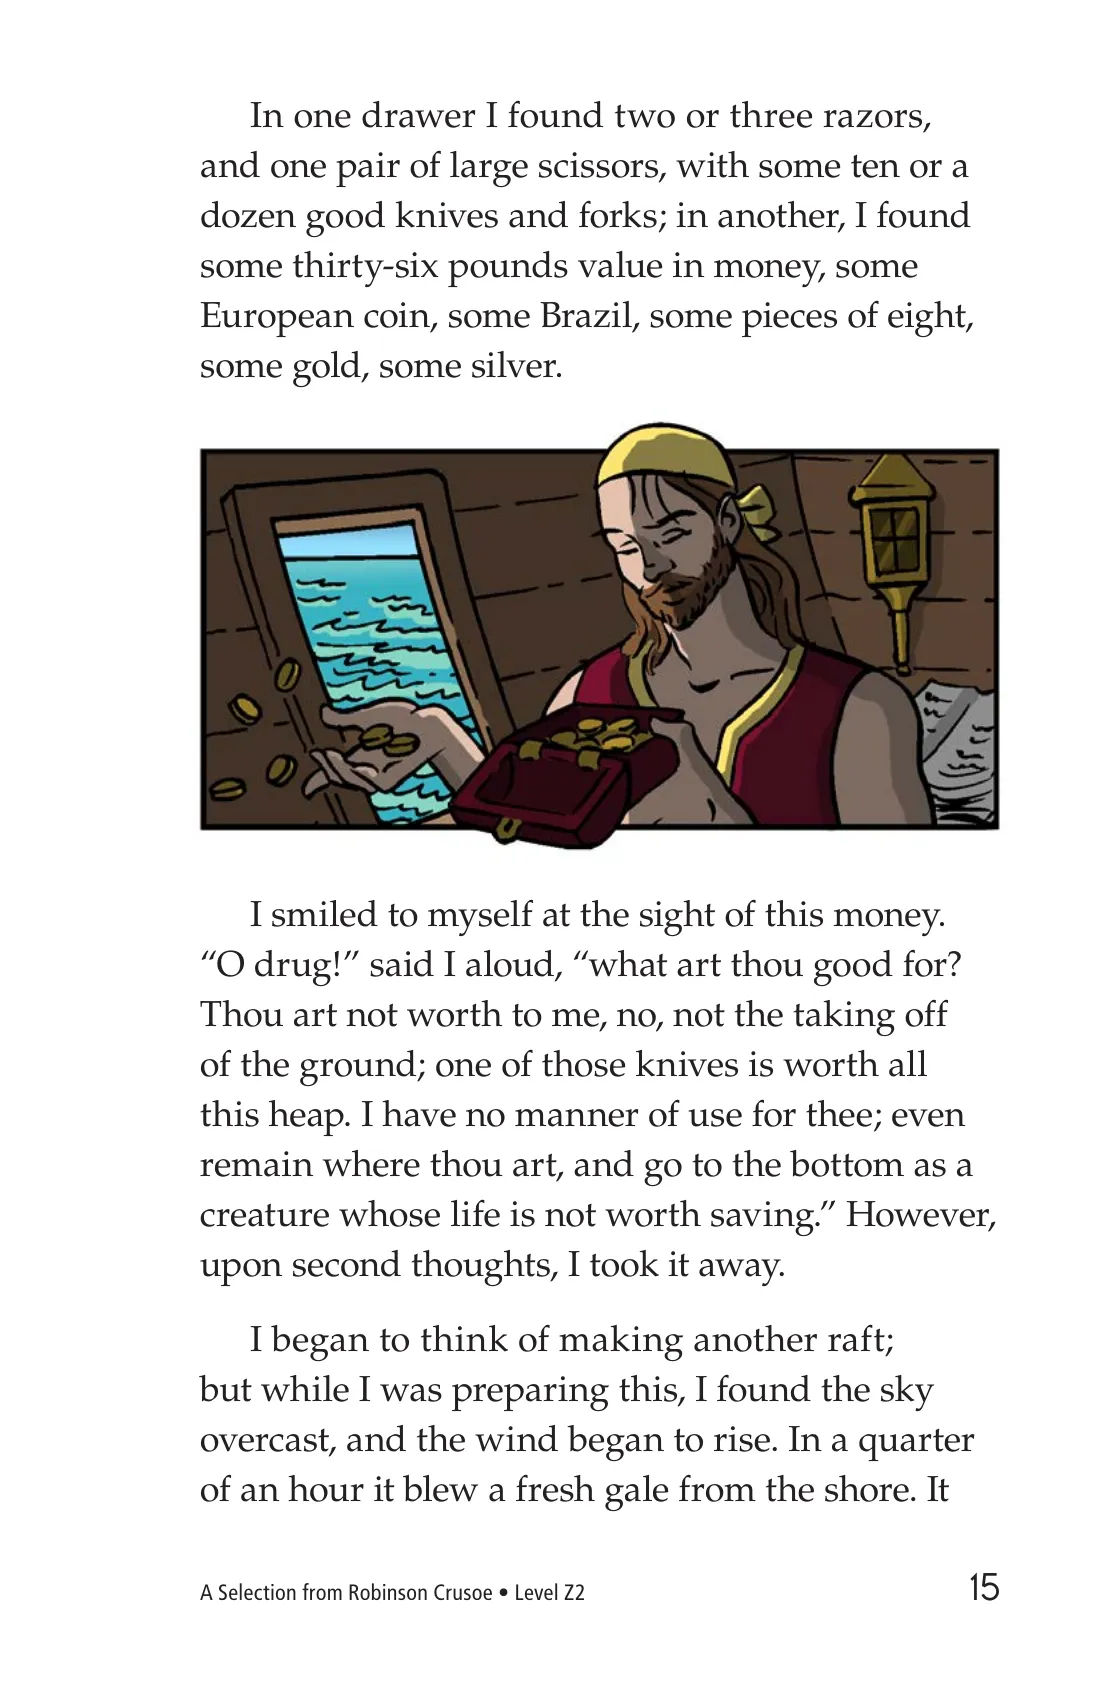 In one drawer I found two or three razors,
and one pair of large scissors, with some ten or a
dozen good knives and forks; in another, I found
some thirty-six pounds value in money, some
European coin, some Brazil, some pieces of eight,
some gold, some silver.
I smiled to myself at the sight of this money.
“O drug!” said I aloud, “what art thou good for?
Thou art not worth to me, no, not the taking off
of the ground; one of those knives is worth all
this heap. I have no manner of use for thee; even
remain where thou art, and go to the bottom as a
creature whose life is not worth saving.” However,
upon second thoughts, I took it away.
I began to think of making another raft;
but while I was preparing this, I found the sky
overcast, and the wind began to rise. In a quarter
of an hour it blew a fresh gale from the shore. It
A Selection from Robinson Crusoe • Level Z2
15